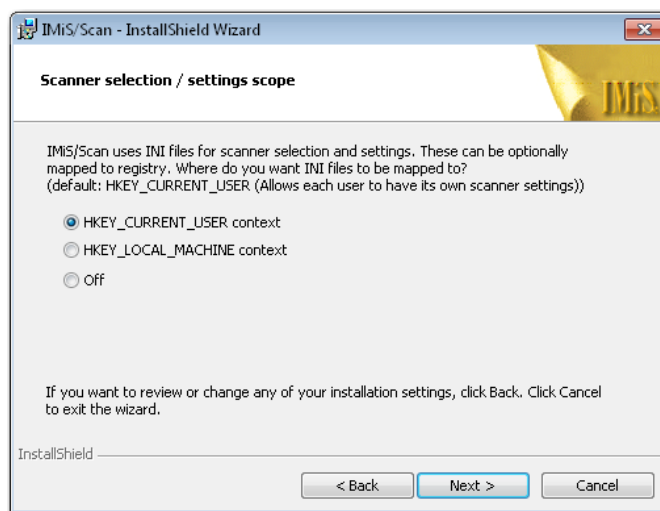 IMiS/Scan - InstallShield Wizard
Scanner selection / settings scope
IMiS
IMiS/Scan uses INI files for scanner selection and settings. These can be optionally
mapped to registry. Where do you want INI files to be mapped to?
(default: HKEY_CURRENT_USER (Allows each user to have its own scanner settings))
HKEY_CURRENT_USER context
HKEY_LOCAL_MACHINE context
Off
If you want to review or change any of your installation settings, click Back. Click Cancel
to exit the wizard.
InstallShield
< Back
Next >
Cancel